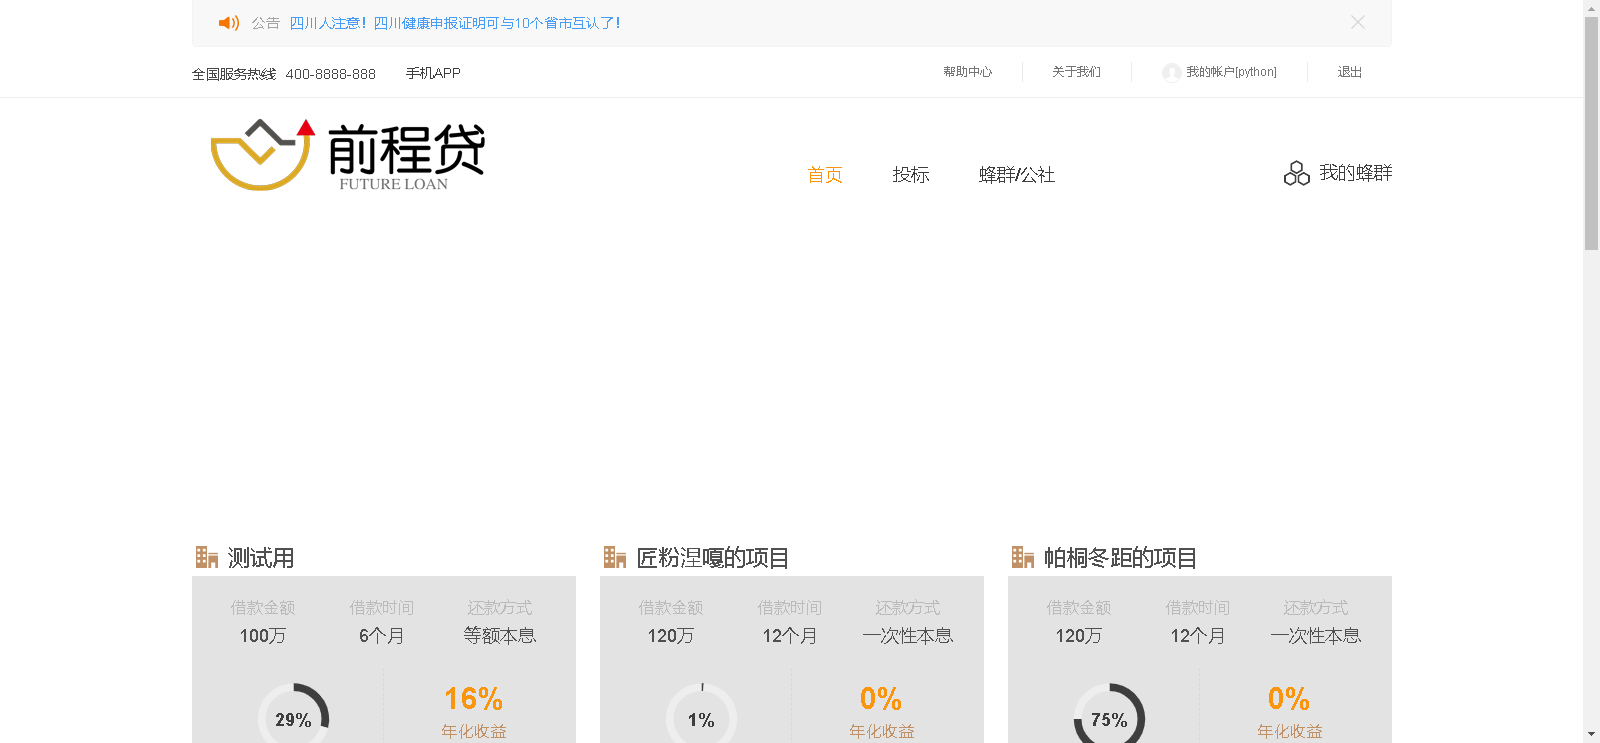 公告 四川人注意！四川健康申报证明可与10个省市互认了！
全国服务热线 400-8888-888 手机APP 帮助中心 关于我们 我的帐户[python] 退出
前程贷
FUTURE LOAN
首页 投标 蜂群/公社 我的蜂群
测试用 匠粉涅嘎的项目 帕桐冬距的项目
借款金额 借款时间 还款方式 借款金额 借款时间 还款方式 借款金额 借款时间 还款方式
100万 6个月 等额本息 120万 12个月 一次性本息 120万 12个月 一次性本息
29% 16% 1% 0% 75% 0%
年化收益 年化收益 年化收益